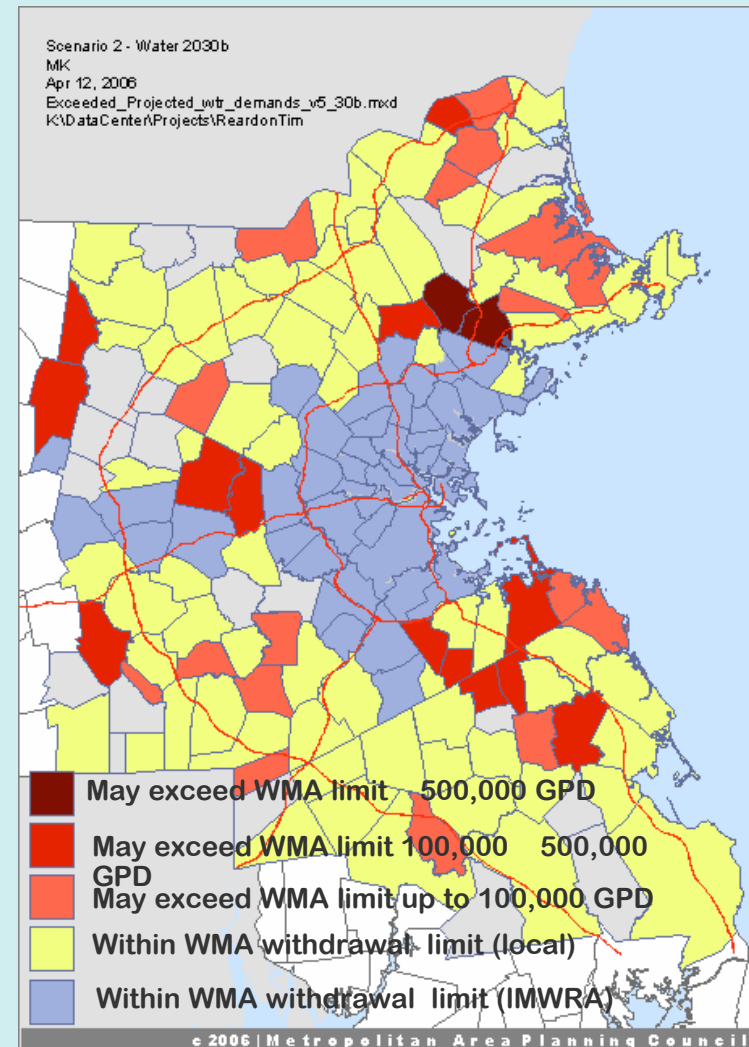 Scenario 2 - Water 2030b
MK
Apr 12, 2006
Exceeded_Projected_wtr_demands_v5_30b.mxd
K:\DataCenter\Projects\ReardonTim
May exceed WMA limit 500,000 GPD
May exceed WMA limit 100,000 500,000
GPD
May exceed WMA limit up to 100,000 GPD
Within WMA withdrawal limit (local)
Within WMA withdrawal limit (IMWRA)
c 2006 | Metropolitan Area Planning Council